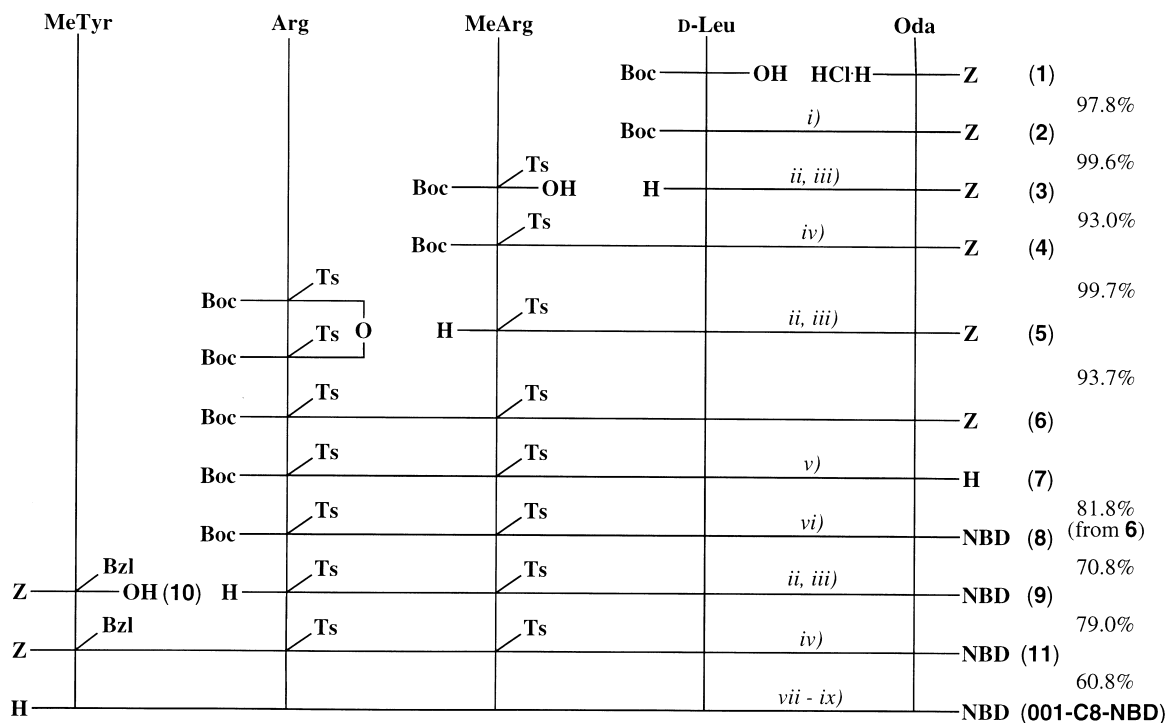 MeTyr Arg MeArg D-Leu Oda
Boc OH HCl·H Z (1)
97.8%
Boc i) Z (2)
99.6%
Ts
Boc OH H ii, iii) Z (3)
93.0%
Ts
Boc iv) Z (4)
99.7%
Ts
Boc
Ts O H Ts ii, iii) Z (5)
Boc
93.7%
Ts Ts
Boc Z (6)
Ts Ts
Boc v) H (7)
81.8%
(from 6)
Ts Ts
Boc vi) NBD (8)
70.8%
Bzl Ts Ts
Z OH (10) H ii, iii) NBD (9)
79.0%
Bzl Ts Ts
Z iv) NBD (11)
60.8%
H vii - ix) NBD (001-C8-NBD)